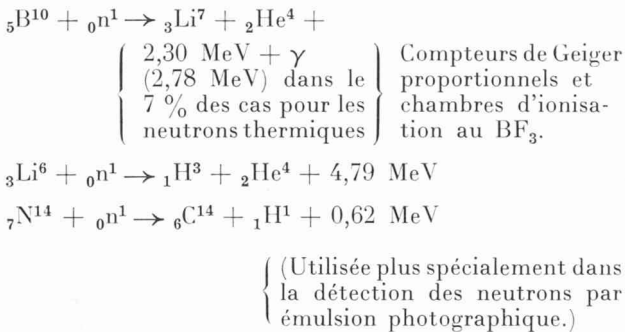 ₅B¹⁰ + ₀n¹ → ₃Li⁷ + ₂He⁴ +
2,30 MeV + γ
(2,78 MeV) dans le
7 % des cas pour les
neutrons thermiques
Compteurs de Geiger
proportionnels et
chambres d'ionisa-
tion au BF₃.
₃Li⁶ + ₀n¹ → ₁H³ + ₂He⁴ + 4,79 MeV
₇N¹⁴ + ₀n¹ → ₆C¹⁴ + ₁H¹ + 0,62 MeV
(Utilisée plus spécialement dans
la détection des neutrons par
émulsion photographique.)